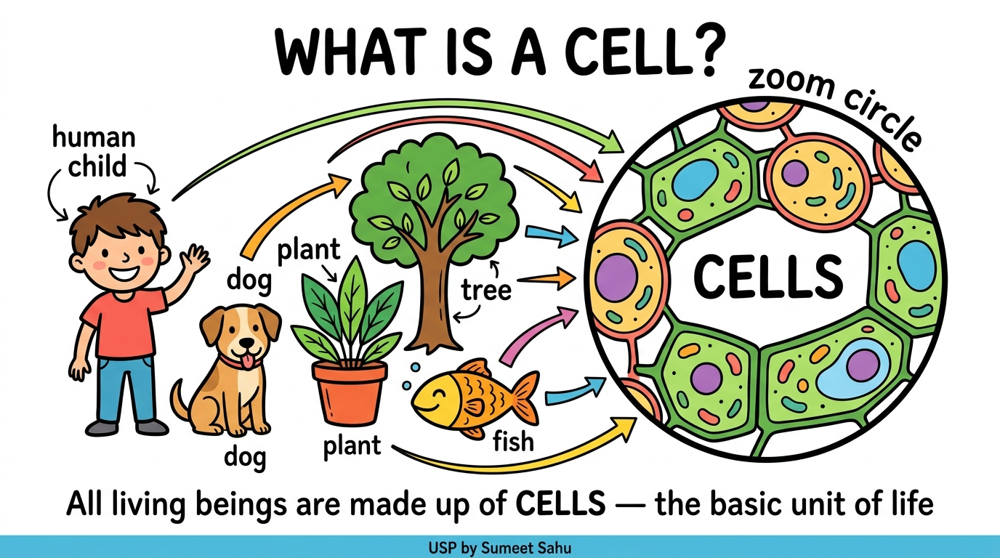 WHAT IS A CELL?
zoom circle
human
child
dog
plant
tree
CELLS
dog
plant
fish
All living beings are made up of CELLS — the basic unit of life
USP by Sumeet Sahu